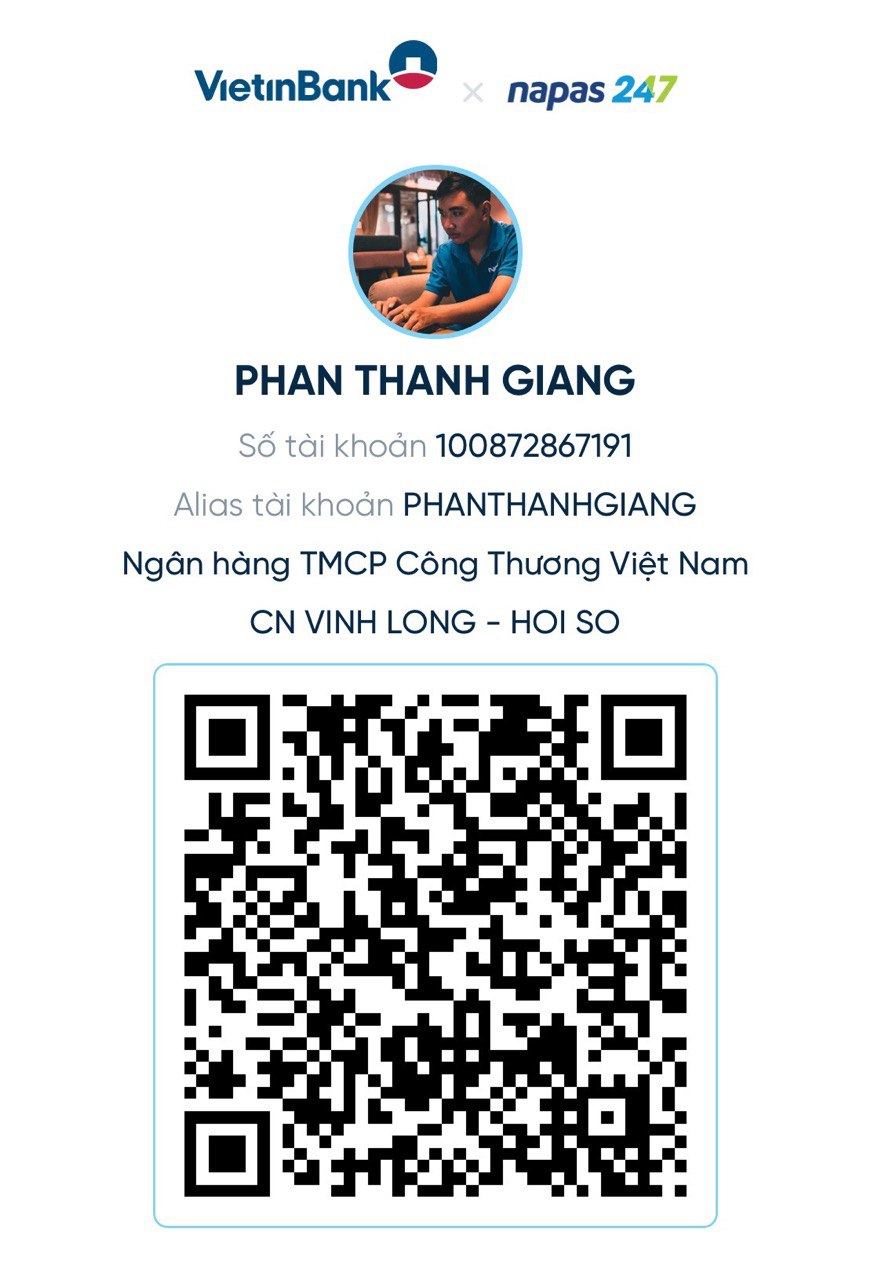 VietinBank × napas 247
PHAN THANH GIANG
Số tài khoản 100872867191
Alias tài khoản PHANTHANHGIANG
Ngân hàng TMCP Công Thương Việt Nam
CN VINH LONG - HOI SO